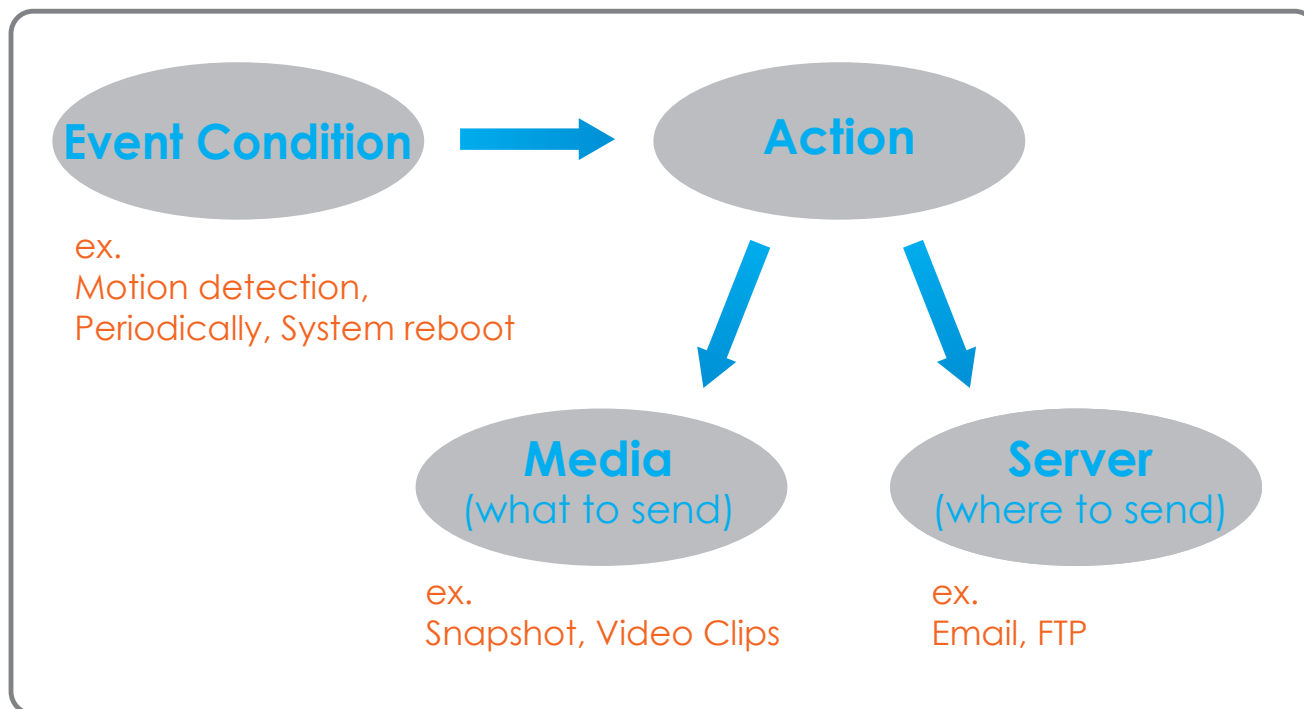 Event Condition
Action
ex.
Motion detection,
Periodically, System reboot
Media
(what to send)
Server
(where to send)
ex.
Snapshot, Video Clips
ex.
Email, FTP